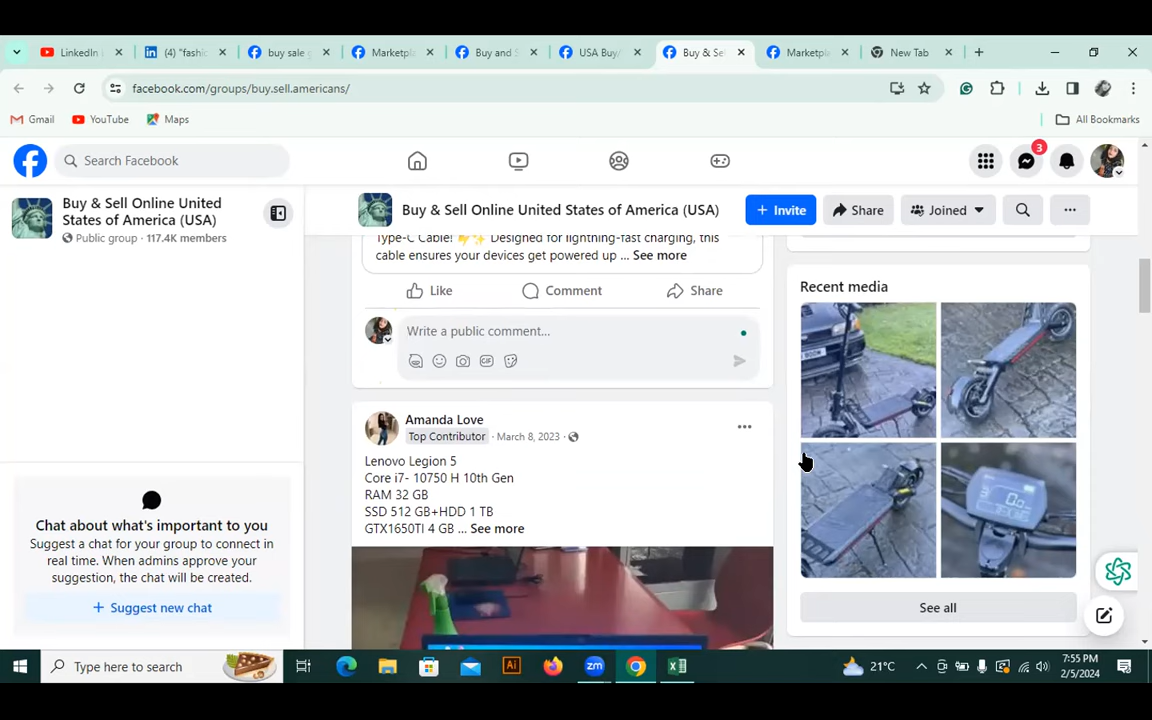 LinkedIn
(4) "fashi
buy sale g
Marketpl
Buy and S
USA Buy/
Buy & Sel
Marketpla
New Tab
facebook.com/groups/buy.sell.americans/
Gmail
YouTube
Maps
All Bookmarks
Search Facebook
3
Buy & Sell Online United
States of America (USA)
Public group · 117.4K members
Buy & Sell Online United States of America (USA)
+ Invite
Share
Joined
Type-C Cable! ⚡✨ Designed for lightning-fast charging, this
cable ensures your devices get powered up ... See more
Like
Comment
Share
Write a public comment...
GIF
Amanda Love
Top Contributor · March 8, 2023 ·
Lenovo Legion 5
Core i7- 10750 H 10th Gen
RAM 32 GB
SSD 512 GB+HDD 1 TB
GTX1650TI 4 GB ... See more
Recent media
See all
Chat about what's important to you
Suggest a chat for your group to connect in
real time. When admins approve your
suggestion, the chat will be created.
+ Suggest new chat
Type here to search
Ai
zm
21°C
7:55 PM
2/5/2024